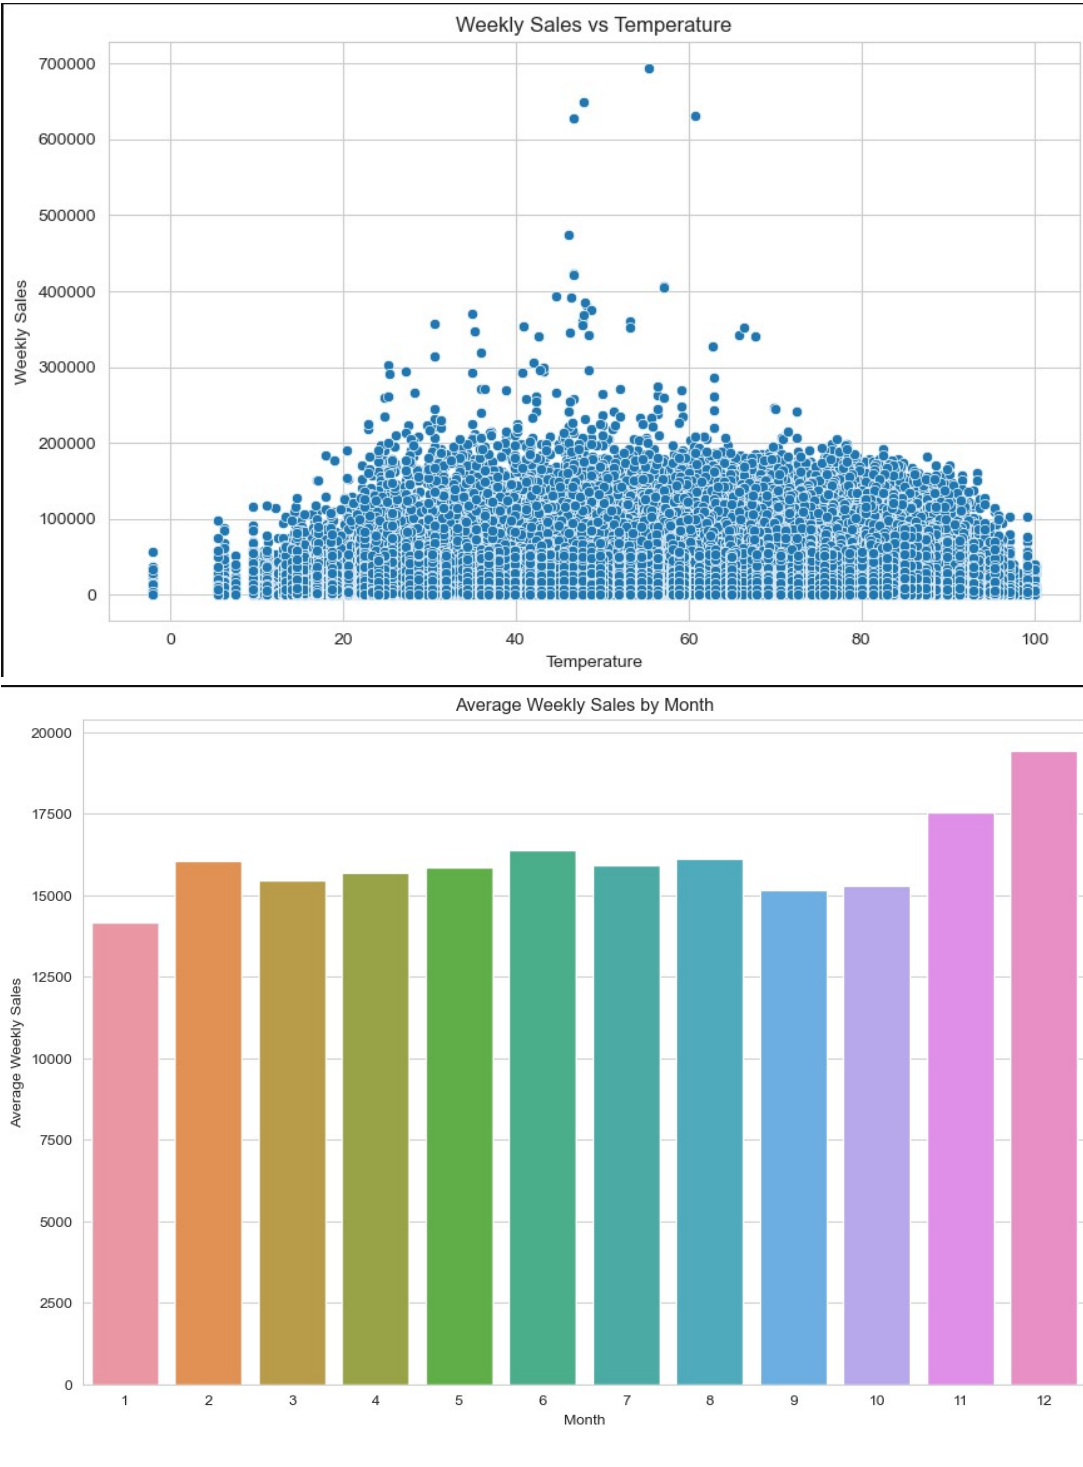 Weekly Sales vs Temperature
700000
600000
500000
400000
300000
200000
100000
0
Weekly Sales
0 20 40 60 80 100
Temperature
Average Weekly Sales by Month
20000
17500
15000
12500
10000
7500
5000
2500
0
Average Weekly Sales
1 2 3 4 5 6 7 8 9 10 11 12
Month